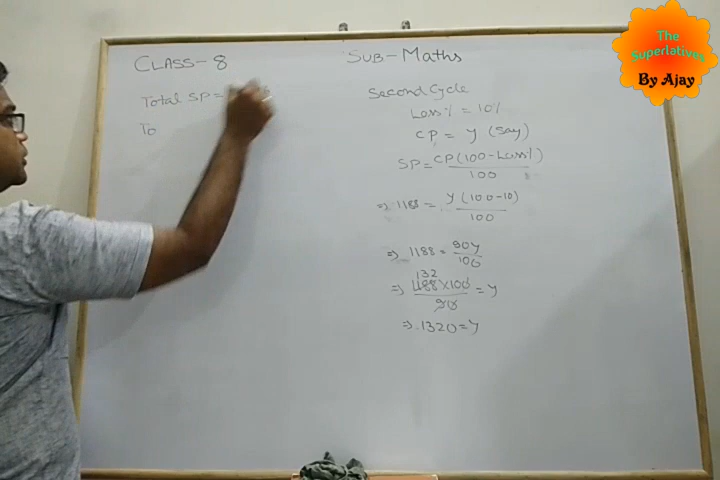 CLASS-8
SUB-Maths
The
Superlatives
By Ajay
Total SP=
To
Second Cycle
Loss% = 10%
CP = y (say)
SP = CP(100-Loss%)
100
⇒ 1188 = y(100-10)
100
⇒ 1188 = 90y
100
132
⇒ 1188×100 = y
90
⇒ 1320 = y